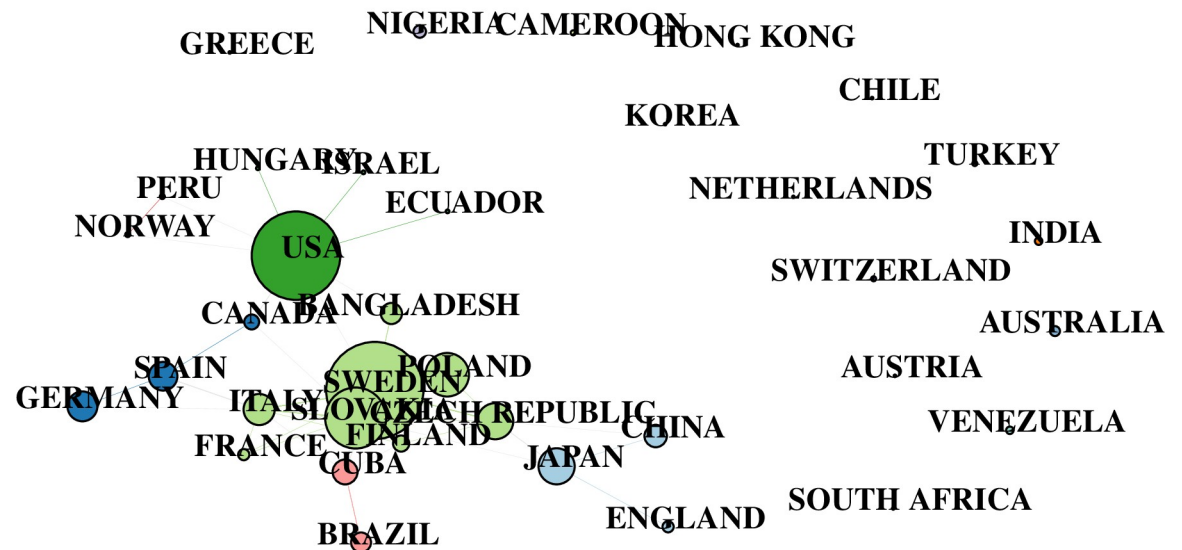 NIGERIA
CAMEROON
HONG KONG
GREECE
CHILE
KOREA
TURKEY
HUNGARY
ISRAEL
PERU
NETHERLANDS
ECUADOR
NORWAY
INDIA
USA
SWITZERLAND
BANGLADESH
CANADA
AUSTRALIA
SPAIN
POLAND
AUSTRIA
SWEDEN
GERMANY
ITALY
SLOVAKIA
CZECH REPUBLIC
VENEZUELA
CHINA
FINLAND
FRANCE
JAPAN
CUBA
SOUTH AFRICA
ENGLAND
BRAZIL